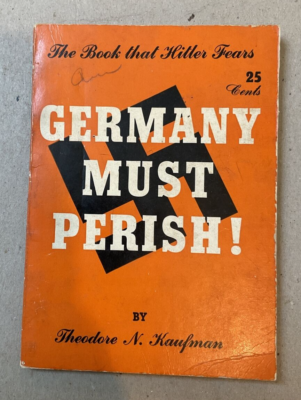 The Book that Hitler Fears
25
Cents
GERMANY
MUST
PERISH!
BY
Theodore N. Kaufman